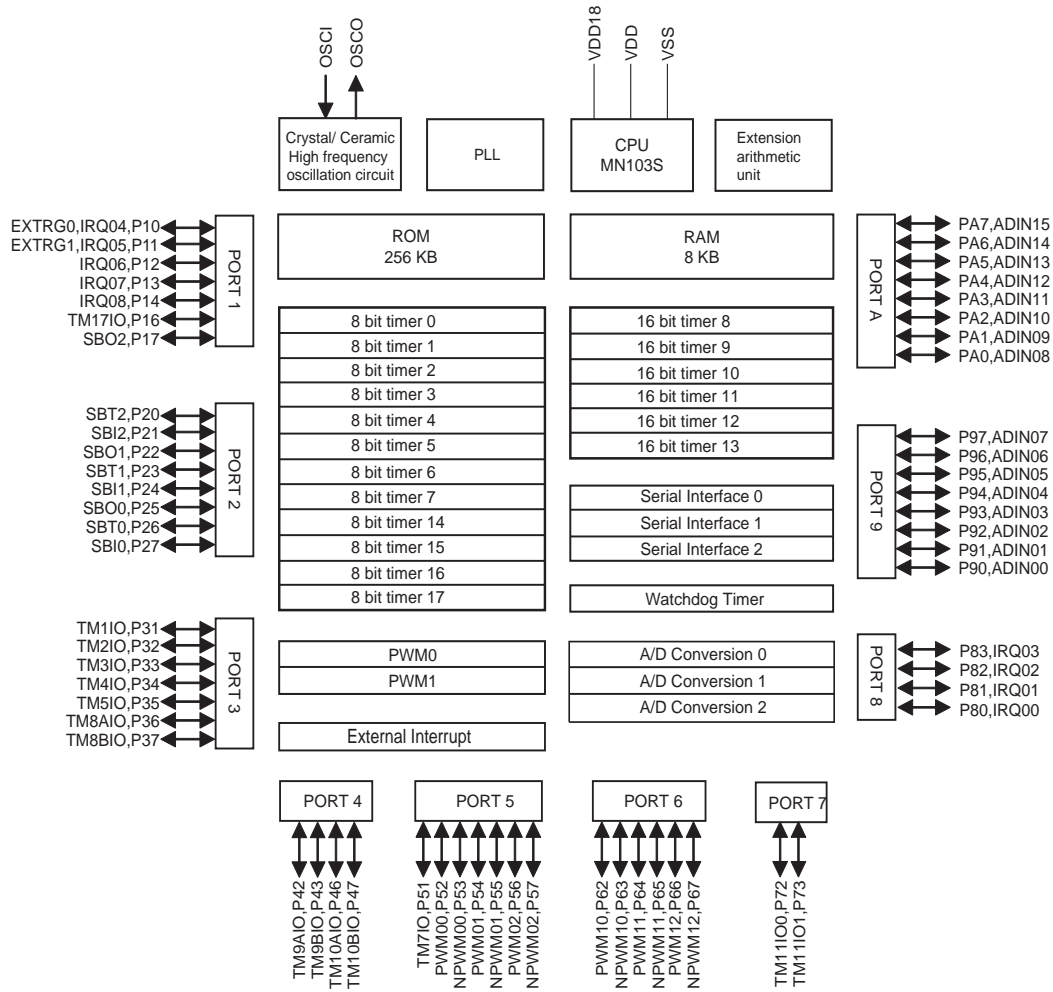 OSCI
OSCO
VDD18
VDD
VSS
Crystal/ Ceramic
High frequency
oscillation circuit
PLL
CPU
MN103S
Extension
arithmetic
unit
EXTRG0,IRQ04,P10
EXTRG1,IRQ05,P11
IRQ06,P12
IRQ07,P13
IRQ08,P14
TM17IO,P16
SBO2,P17
PORT 1
ROM
256 KB
RAM
8 KB
PORT A
PA7,ADIN15
PA6,ADIN14
PA5,ADIN13
PA4,ADIN12
PA3,ADIN11
PA2,ADIN10
PA1,ADIN09
PA0,ADIN08
8 bit timer 0
8 bit timer 1
8 bit timer 2
8 bit timer 3
8 bit timer 4
8 bit timer 5
8 bit timer 6
8 bit timer 7
8 bit timer 14
8 bit timer 15
8 bit timer 16
8 bit timer 17
16 bit timer 8
16 bit timer 9
16 bit timer 10
16 bit timer 11
16 bit timer 12
16 bit timer 13
SBT2,P20
SBI2,P21
SBO1,P22
SBT1,P23
SBI1,P24
SBO0,P25
SBT0,P26
SBI0,P27
PORT 2
Serial Interface 0
Serial Interface 1
Serial Interface 2
Watchdog Timer
PORT 9
P97,ADIN07
P96,ADIN06
P95,ADIN05
P94,ADIN04
P93,ADIN03
P92,ADIN02
P91,ADIN01
P90,ADIN00
TM1IO,P31
TM2IO,P32
TM3IO,P33
TM4IO,P34
TM5IO,P35
TM8AIO,P36
TM8BIO,P37
PORT 3
PWM0
PWM1
External Interrupt
A/D Conversion 0
A/D Conversion 1
A/D Conversion 2
PORT 8
P83,IRQ03
P82,IRQ02
P81,IRQ01
P80,IRQ00
PORT 4
PORT 5
PORT 6
PORT 7
TM9AIO,P42
TM9BIO,P43
TM10AIO,P46
TM10BIO,P47
TM7IO,P51
PWM00,P52
NPWM00,P53
PWM01,P54
NPWM01,P55
PWM02,P56
NPWM02,P57
PWM10,P62
NPWM10,P63
PWM11,P64
NPWM11,P65
PWM12,P66
NPWM12,P67
TM11IO0,P72
TM11IO1,P73